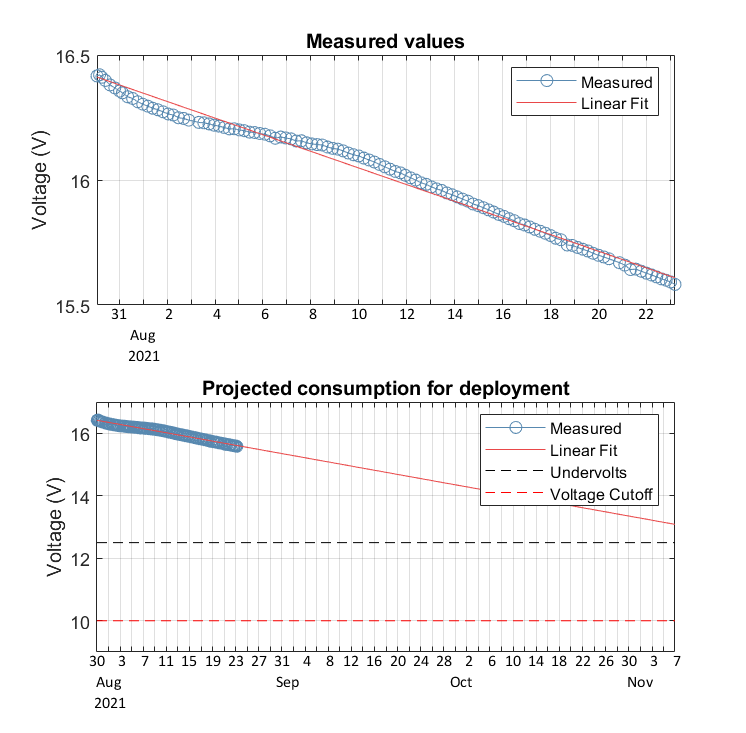 Measured values
16.5
16
15.5
Voltage (V)
Measured
Linear Fit
31 2 4 6 8 10 12 14 16 18 20 22
Aug
2021
Projected consumption for deployment
16
14
12
10
Voltage (V)
Measured
Linear Fit
Undervolts
Voltage Cutoff
30 3 7 11 15 19 23 27 31 4 8 12 16 20 24 28 2 6 10 14 18 22 26 30 3 7
Aug Sep Oct Nov
2021